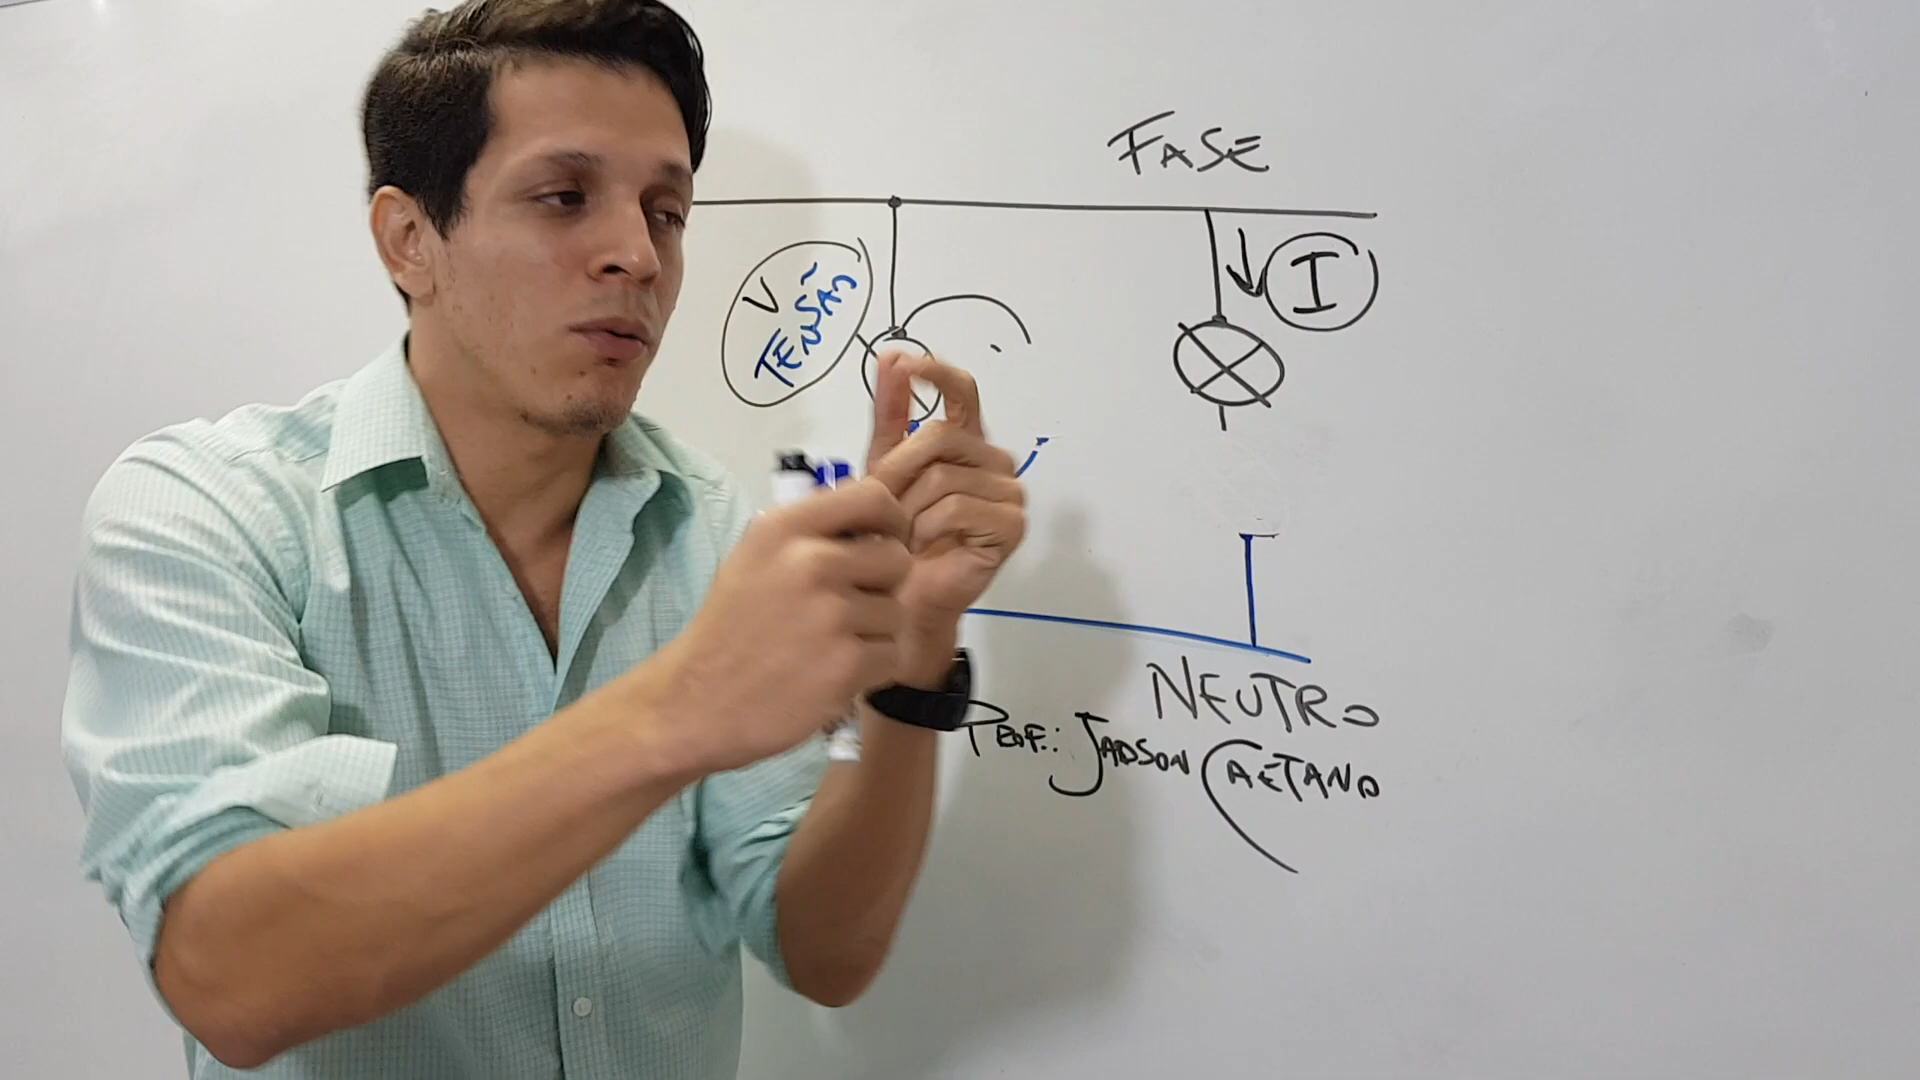 FASE
V
TENSÃO
I
NEUTRO
PROF.: JADSON CAETANO